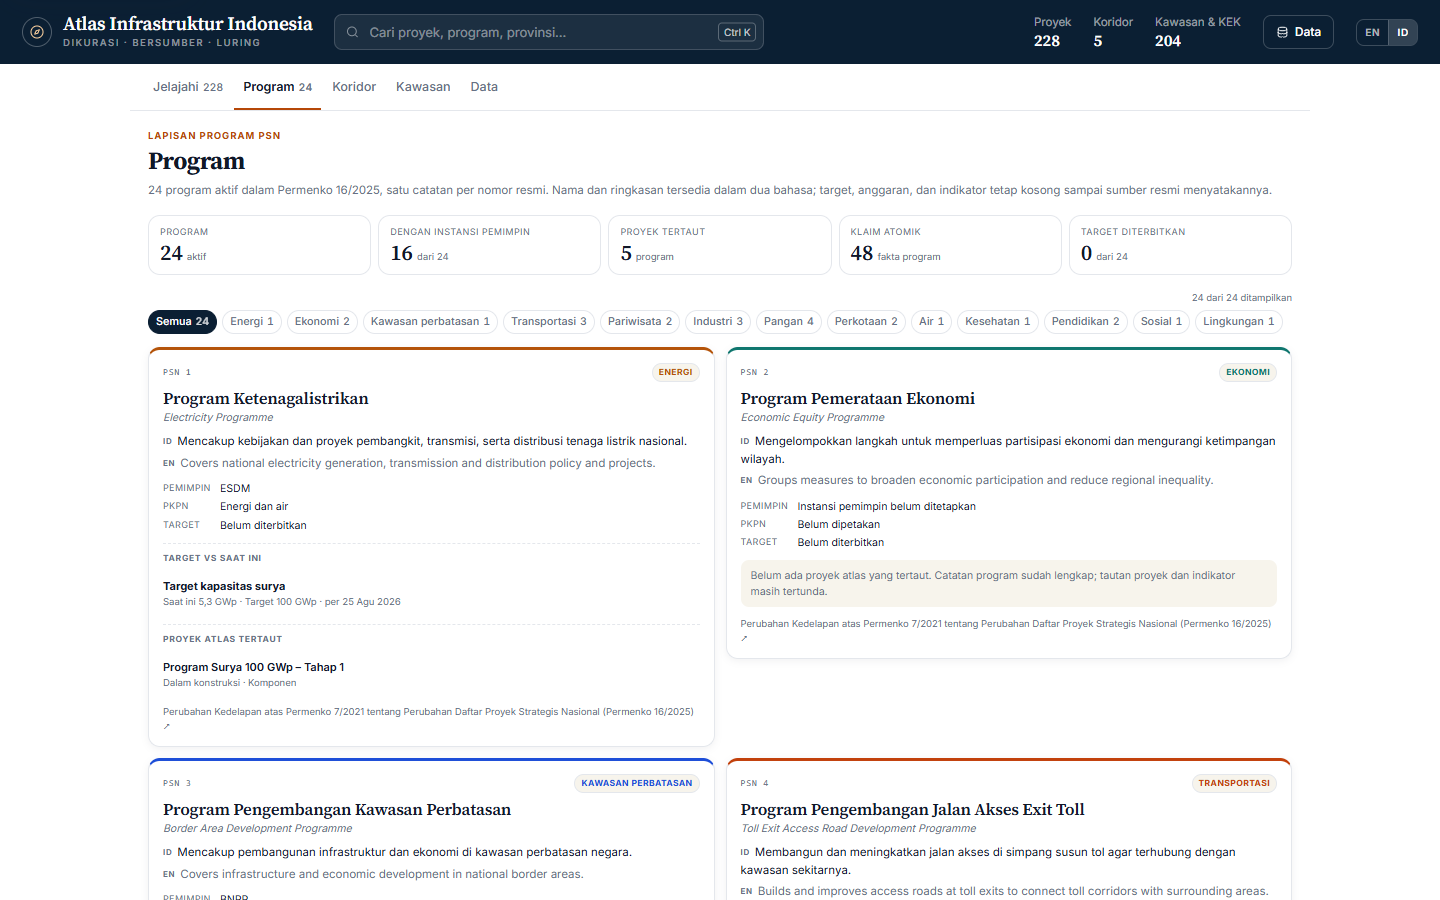 Atlas Infrastruktur Indonesia
DIKURASI · BERSUMBER · LURING
Cari proyek, program, provinsi...
Ctrl K
Proyek
228
Koridor
5
Kawasan & KEK
204
Data
EN
ID
Jelajahi 228
Program 24
Koridor
Kawasan
Data
LAPISAN PROGRAM PSN
Program
24 program aktif dalam Permenko 16/2025, satu catatan per nomor resmi. Nama dan ringkasan tersedia dalam dua bahasa; target, anggaran, dan indikator tetap kosong sampai sumber resmi menyatakannya.
PROGRAM
24 aktif
DENGAN INSTANSI PEMIMPIN
16 dari 24
PROYEK TERTAUT
5 program
KLAIM ATOMIK
48 fakta program
TARGET DITERBITKAN
0 dari 24
24 dari 24 ditampilkan
Semua 24
Energi 1
Ekonomi 2
Kawasan perbatasan 1
Transportasi 3
Pariwisata 2
Industri 3
Pangan 4
Perkotaan 2
Air 1
Kesehatan 1
Pendidikan 2
Sosial 1
Lingkungan 1
PSN 1
ENERGI
Program Ketenagalistrikan
Electricity Programme
ID Mencakup kebijakan dan proyek pembangkit, transmisi, serta distribusi tenaga listrik nasional.
EN Covers national electricity generation, transmission and distribution policy and projects.
PEMIMPIN ESDM
PKPN Energi dan air
TARGET Belum diterbitkan
TARGET VS SAAT INI
Target kapasitas surya
Saat ini 5,3 GWp · Target 100 GWp · per 25 Agu 2026
PROYEK ATLAS TERTAUT
Program Surya 100 GWp – Tahap 1
Dalam konstruksi · Komponen
Perubahan Kedelapan atas Permenko 7/2021 tentang Perubahan Daftar Proyek Strategis Nasional (Permenko 16/2025)
↗
PSN 2
EKONOMI
Program Pemerataan Ekonomi
Economic Equity Programme
ID Mengelompokkan langkah untuk memperluas partisipasi ekonomi dan mengurangi ketimpangan
wilayah.
EN Groups measures to broaden economic participation and reduce regional inequality.
PEMIMPIN Instansi pemimpin belum ditetapkan
PKPN Belum dipetakan
TARGET Belum diterbitkan
Belum ada proyek atlas yang tertaut. Catatan program sudah lengkap; tautan proyek dan indikator
masih tertunda.
Perubahan Kedelapan atas Permenko 7/2021 tentang Perubahan Daftar Proyek Strategis Nasional (Permenko 16/2025)
↗
PSN 3
KAWASAN PERBATASAN
Program Pengembangan Kawasan Perbatasan
Border Area Development Programme
ID Mencakup pembangunan infrastruktur dan ekonomi di kawasan perbatasan negara.
EN Covers infrastructure and economic development in national border areas.
PEMIMPIN BNPP
PSN 4
TRANSPORTASI
Program Pengembangan Jalan Akses Exit Toll
Toll Exit Access Road Development Programme
ID Membangun dan meningkatkan jalan akses di simpang susun tol agar terhubung dengan
kawasan sekitarnya.
EN Builds and improves access roads at toll exits to connect toll corridors with surrounding areas.